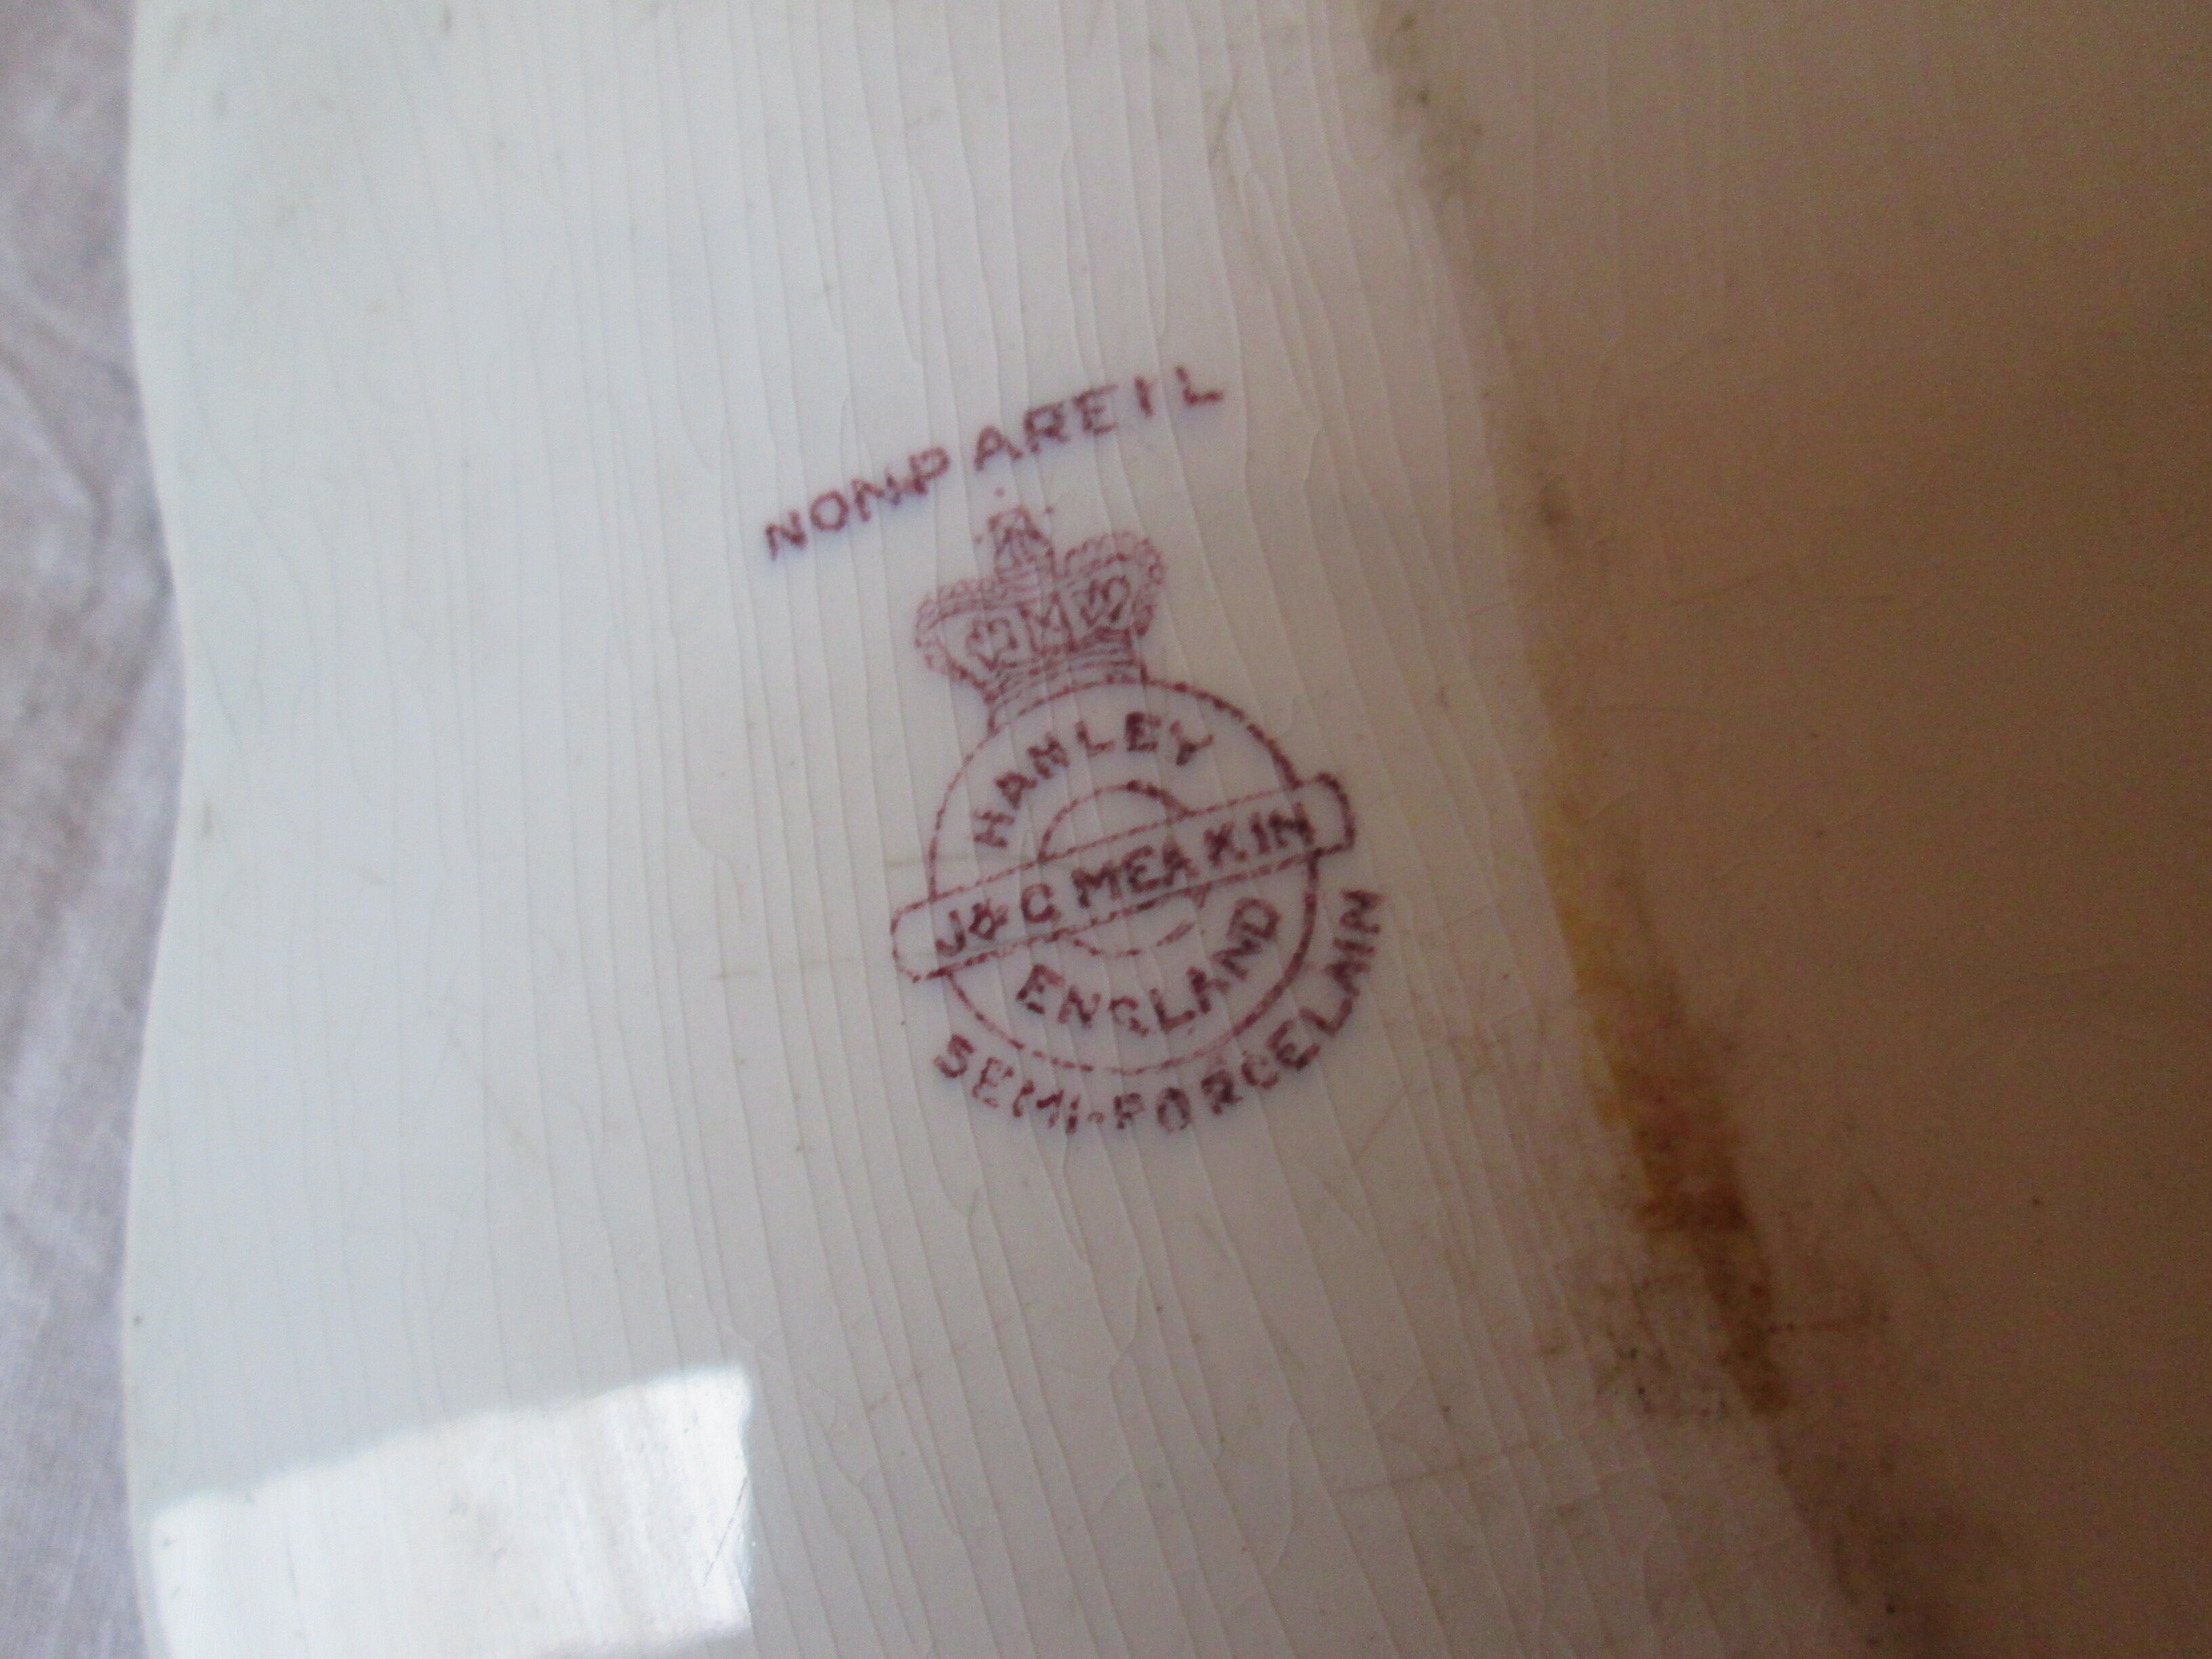 NONPAREIL
HANLEY
J & G MEAKIN
ENGLAND
SEMI-PORCELAIN